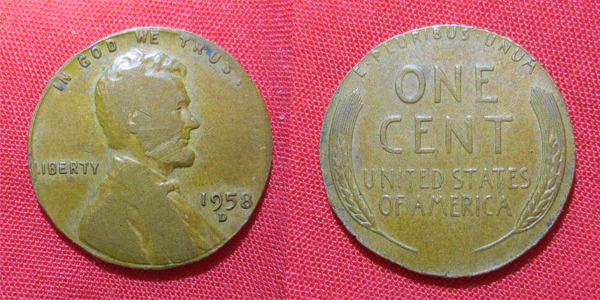 IN GOD WE TRUST
LIBERTY
1958
D
E PLURIBUS UNUM
ONE
CENT
UNITED STATES
OF AMERICA